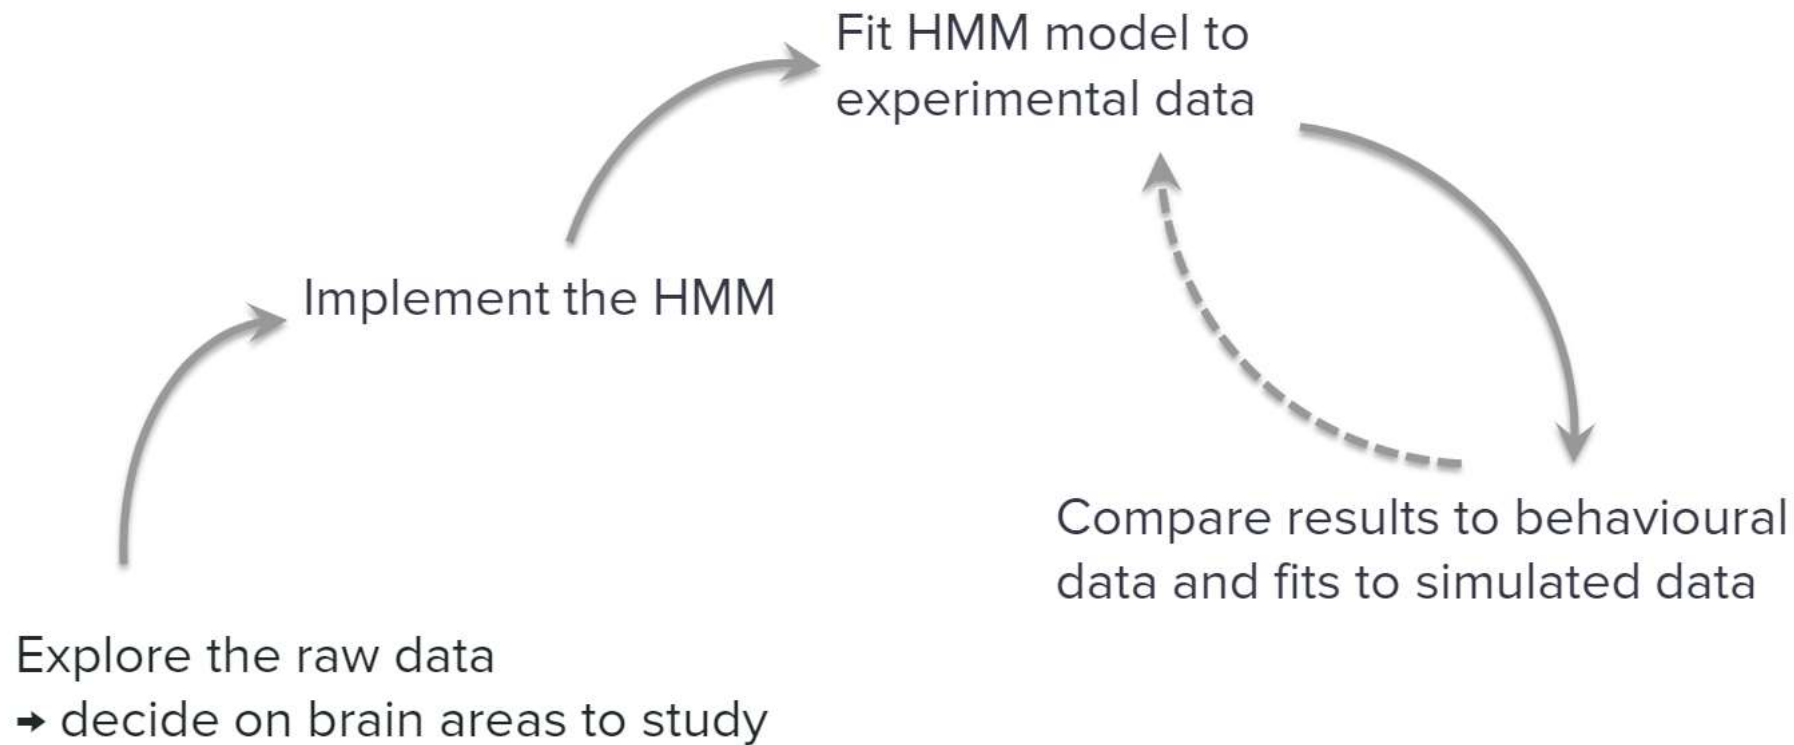 Fit HMM model to
experimental data
Implement the HMM
Compare results to behavioural
data and fits to simulated data
Explore the raw data
➜ decide on brain areas to study